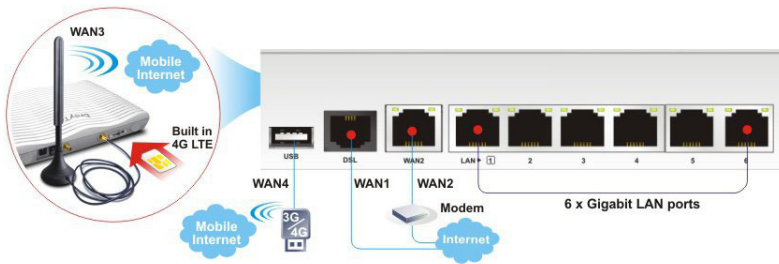 WAN3
Mobile
Internet
Built in
4G LTE
USB
DSL
WAN2
LAN
1
2
3
4
5
6
WAN4
WAN1
WAN2
Mobile
Internet
3G
4G
Modem
Internet
6 x Gigabit LAN ports